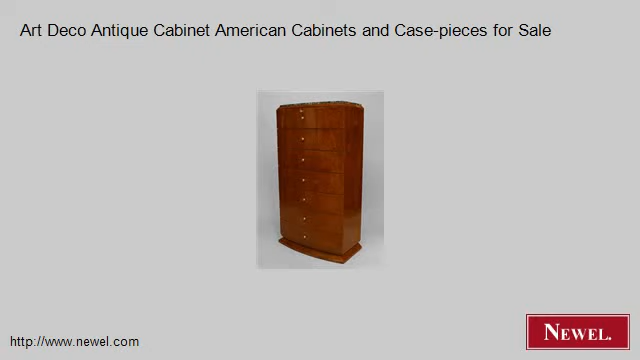 Art Deco Antique Cabinet American Cabinets and Case-pieces for Sale
http://www.newel.com
NEWEL.